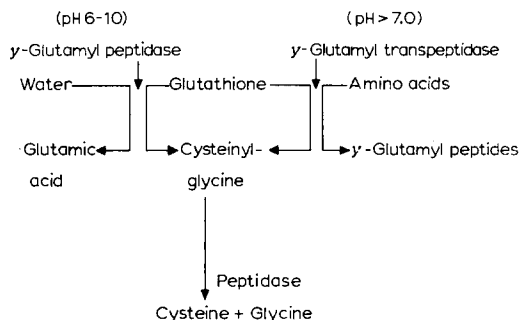 (pH 6-10) (pH > 7.0)
γ-Glutamyl peptidase γ-Glutamyl transpeptidase
Water Glutathione Amino acids
Glutamic Cysteinyl- γ-Glutamyl peptides
acid glycine
Peptidase
Cysteine + Glycine